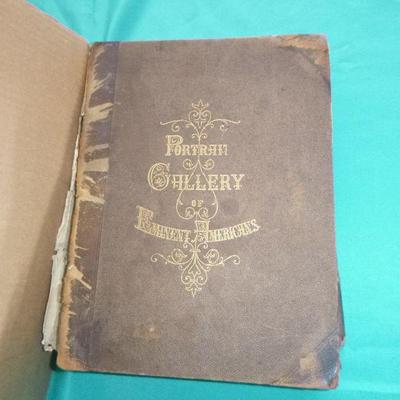 PORTRAIT
GALLERY
OF
EMINENT AMERICANS.